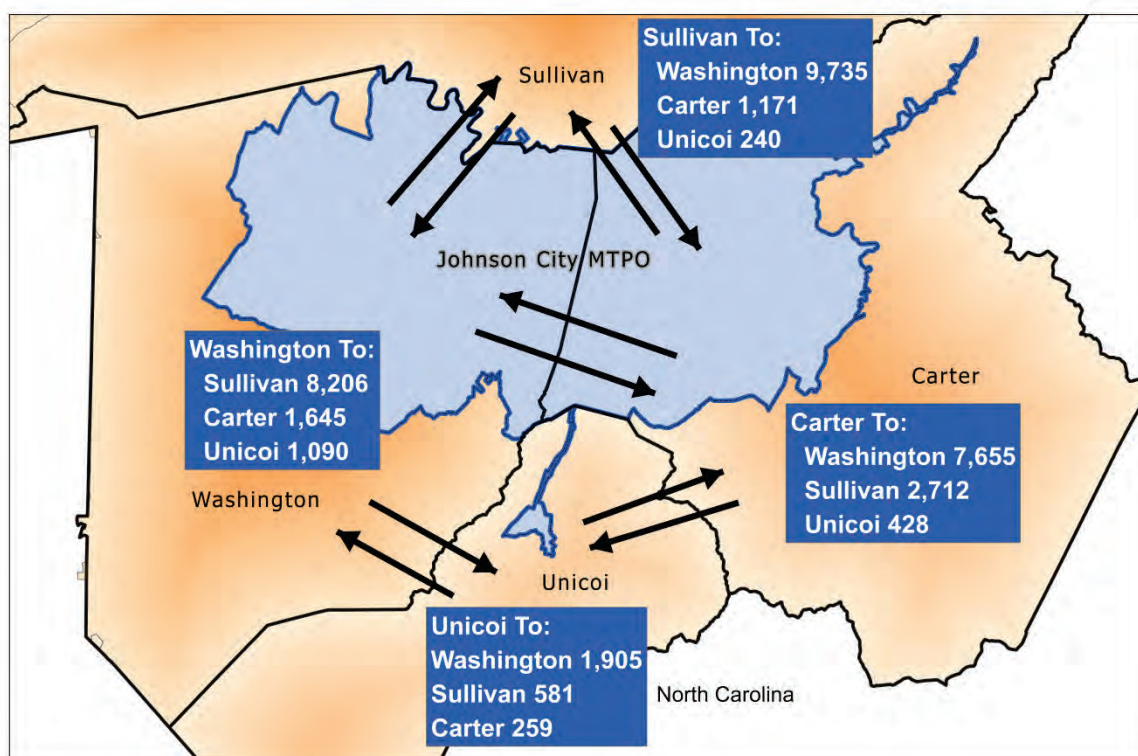 Sullivan To:
Washington 9,735
Carter 1,171
Unicoi 240
Sullivan
Johnson City MTPO
Washington To:
Sullivan 8,206
Carter 1,645
Unicoi 1,090
Carter
Carter To:
Washington 7,655
Sullivan 2,712
Unicoi 428
Washington
Unicoi
Unicoi To:
Washington 1,905
Sullivan 581
Carter 259
North Carolina